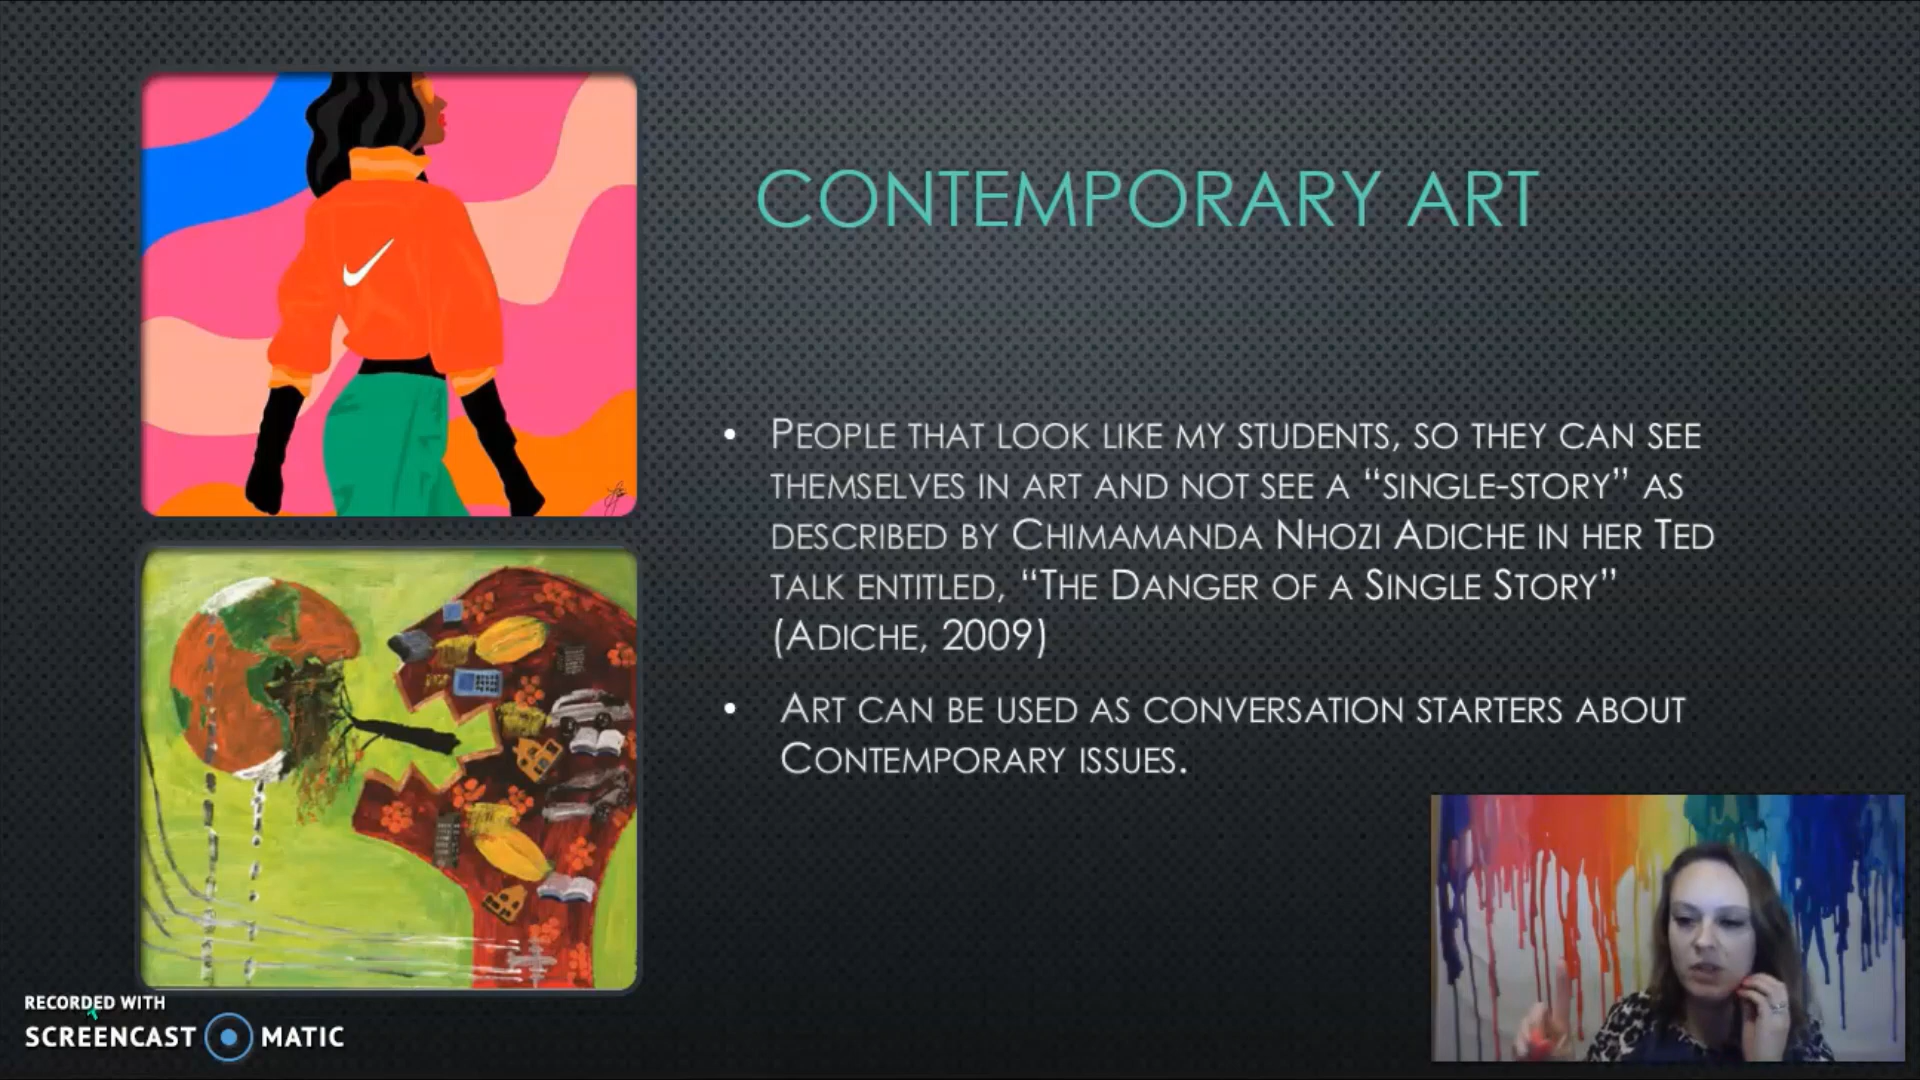 CONTEMPORARY ART
• PEOPLE THAT LOOK LIKE MY STUDENTS, SO THEY CAN SEE
THEMSELVES IN ART AND NOT SEE A “SINGLE-STORY” AS
DESCRIBED BY CHIMAMANDA NHOZI ADICHE IN HER TED
TALK ENTITLED, “THE DANGER OF A SINGLE STORY”
(ADICHE, 2009)
• ART CAN BE USED AS CONVERSATION STARTERS ABOUT
CONTEMPORARY ISSUES.
RECORDED WITH
SCREENCAST MATIC